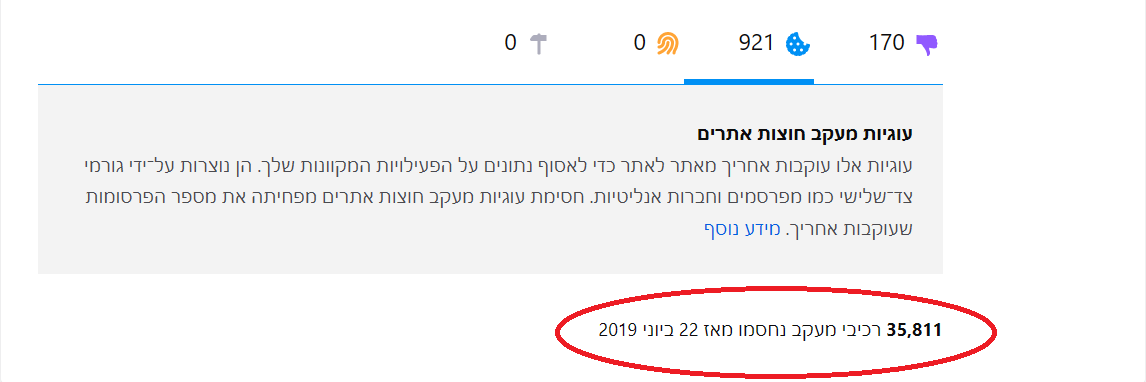 170 921 0 0
עוגיות מעקב חוצות אתרים
עוגיות אלו עוקבות אחריך מאתר לאתר כדי לאסוף נתונים על הפעילויות המקוונות שלך. הן נוצרות על־ידי גורמי
צד־שלישי כמו מפרסמים וחברות אנליטיות. חסימת עוגיות מעקב חוצות אתרים מפחיתה את מספר הפרסומות
שעוקבות אחריך. מידע נוסף
35,811 רכיבי מעקב נחסמו מאז 22 ביוני 2019